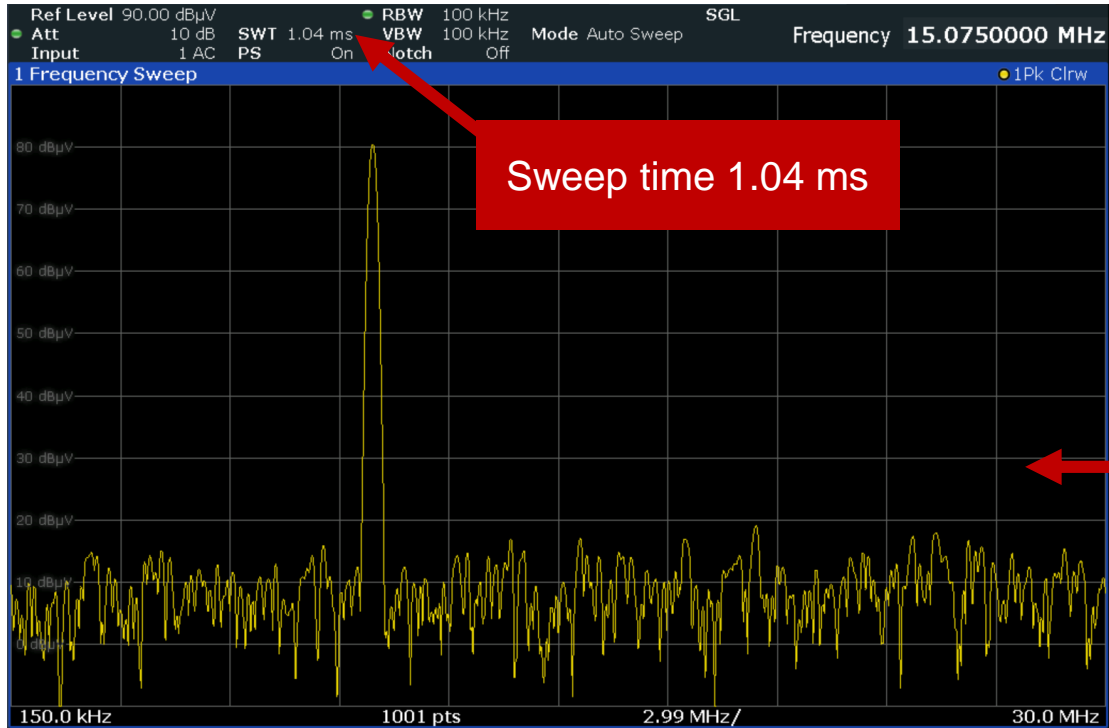 Ref Level 90.00 dBµV RBW 100 kHz SGL
Att 10 dB SWT 1.04 ms VBW 100 kHz Mode Auto Sweep Frequency 15.0750000 MHz
Input 1 AC PS On Notch Off
1 Frequency Sweep 1Pk Clrw
Sweep time 1.04 ms
80 dBµV
70 dBµV
60 dBµV
50 dBµV
40 dBµV
30 dBµV
20 dBµV
10 dBµV
0 dBµV
150.0 kHz 1001 pts 2.99 MHz/ 30.0 MHz